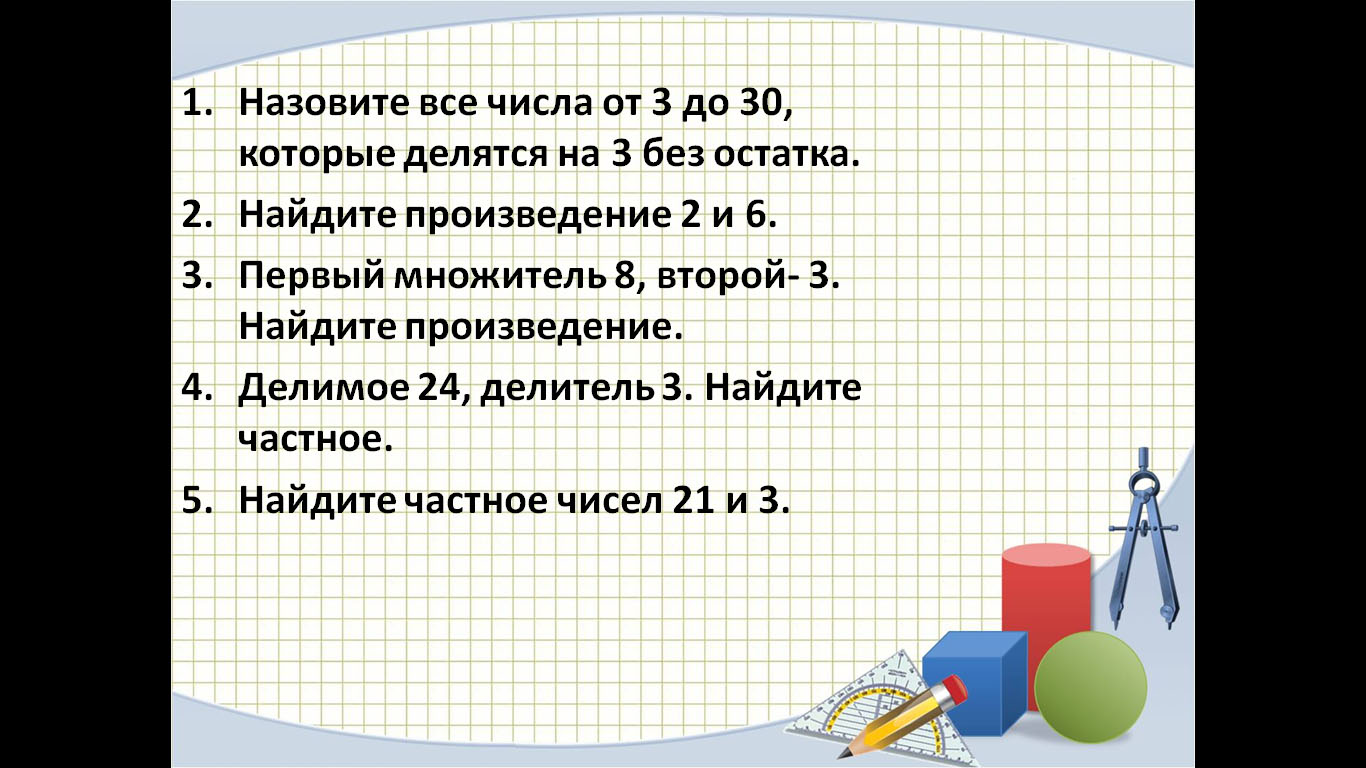 1. Назовите все числа от 3 до 30,
которые делятся на 3 без остатка.
2. Найдите произведение 2 и 6.
3. Первый множитель 8, второй- 3.
Найдите произведение.
4. Делимое 24, делитель 3. Найдите
частное.
5. Найдите частное чисел 21 и 3.